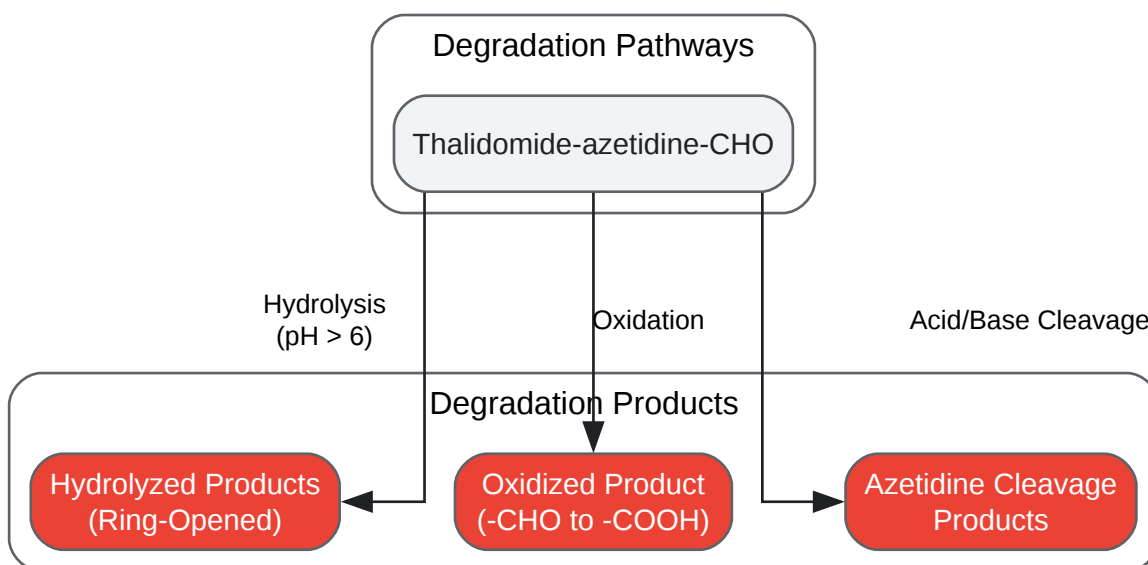 Degradation Pathways
Thalidomide-azetidine-CHO
Hydrolysis
(pH > 6)
Oxidation
Acid/Base Cleavage
Degradation Products
Hydrolyzed Products
(Ring-Opened)
Oxidized Product
(-CHO to -COOH)
Azetidine Cleavage
Products